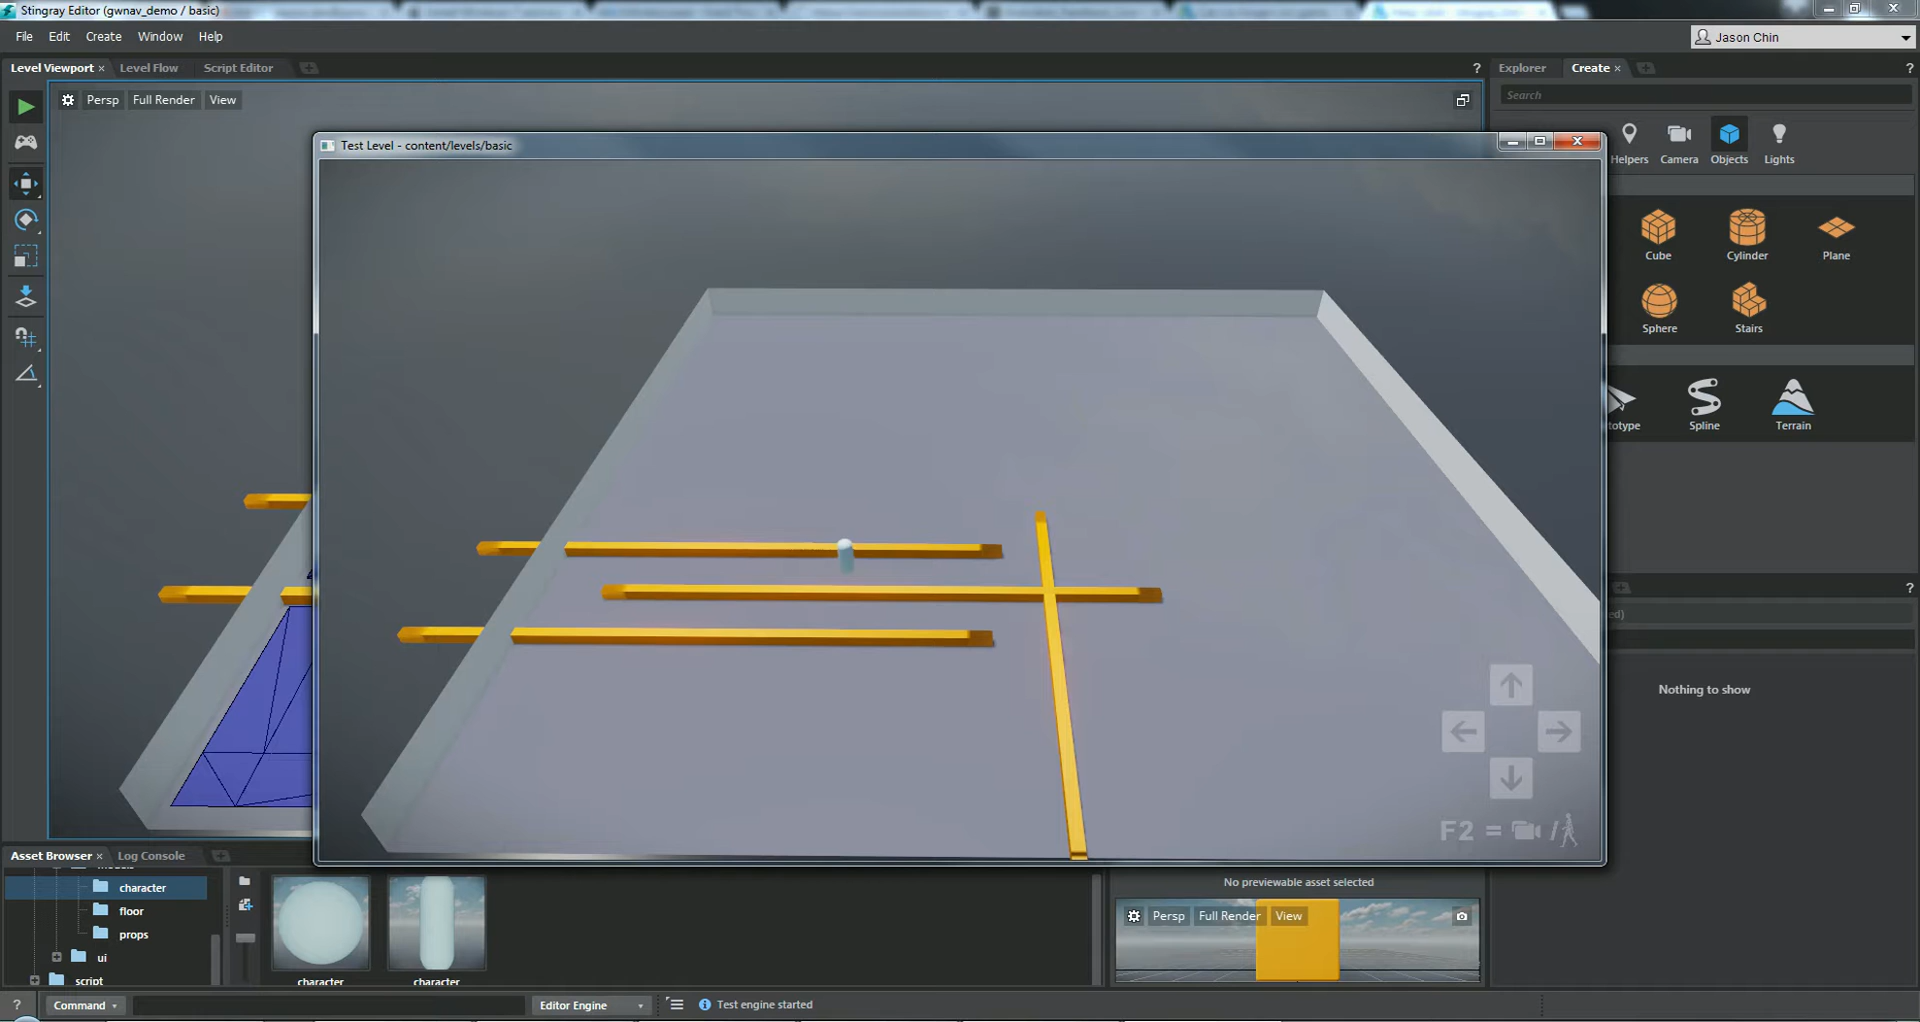 Stingray Editor (gwnav_demo / basic)
File Edit Create Window Help
Jason Chin
Level Viewport × Level Flow Script Editor ?
Explorer Create × ?
Persp Full Render View
Search
Test Level - content/levels/basic
Helpers Camera Objects Lights
Cube Cylinder Plane
Sphere Stairs
otype Spline Terrain
?
ed)
Nothing to show
F2 = /
Asset Browser × Log Console
No previewable asset selected
character
floor
props
ui
script
character character
Persp Full Render View
? Command Editor Engine Test engine started